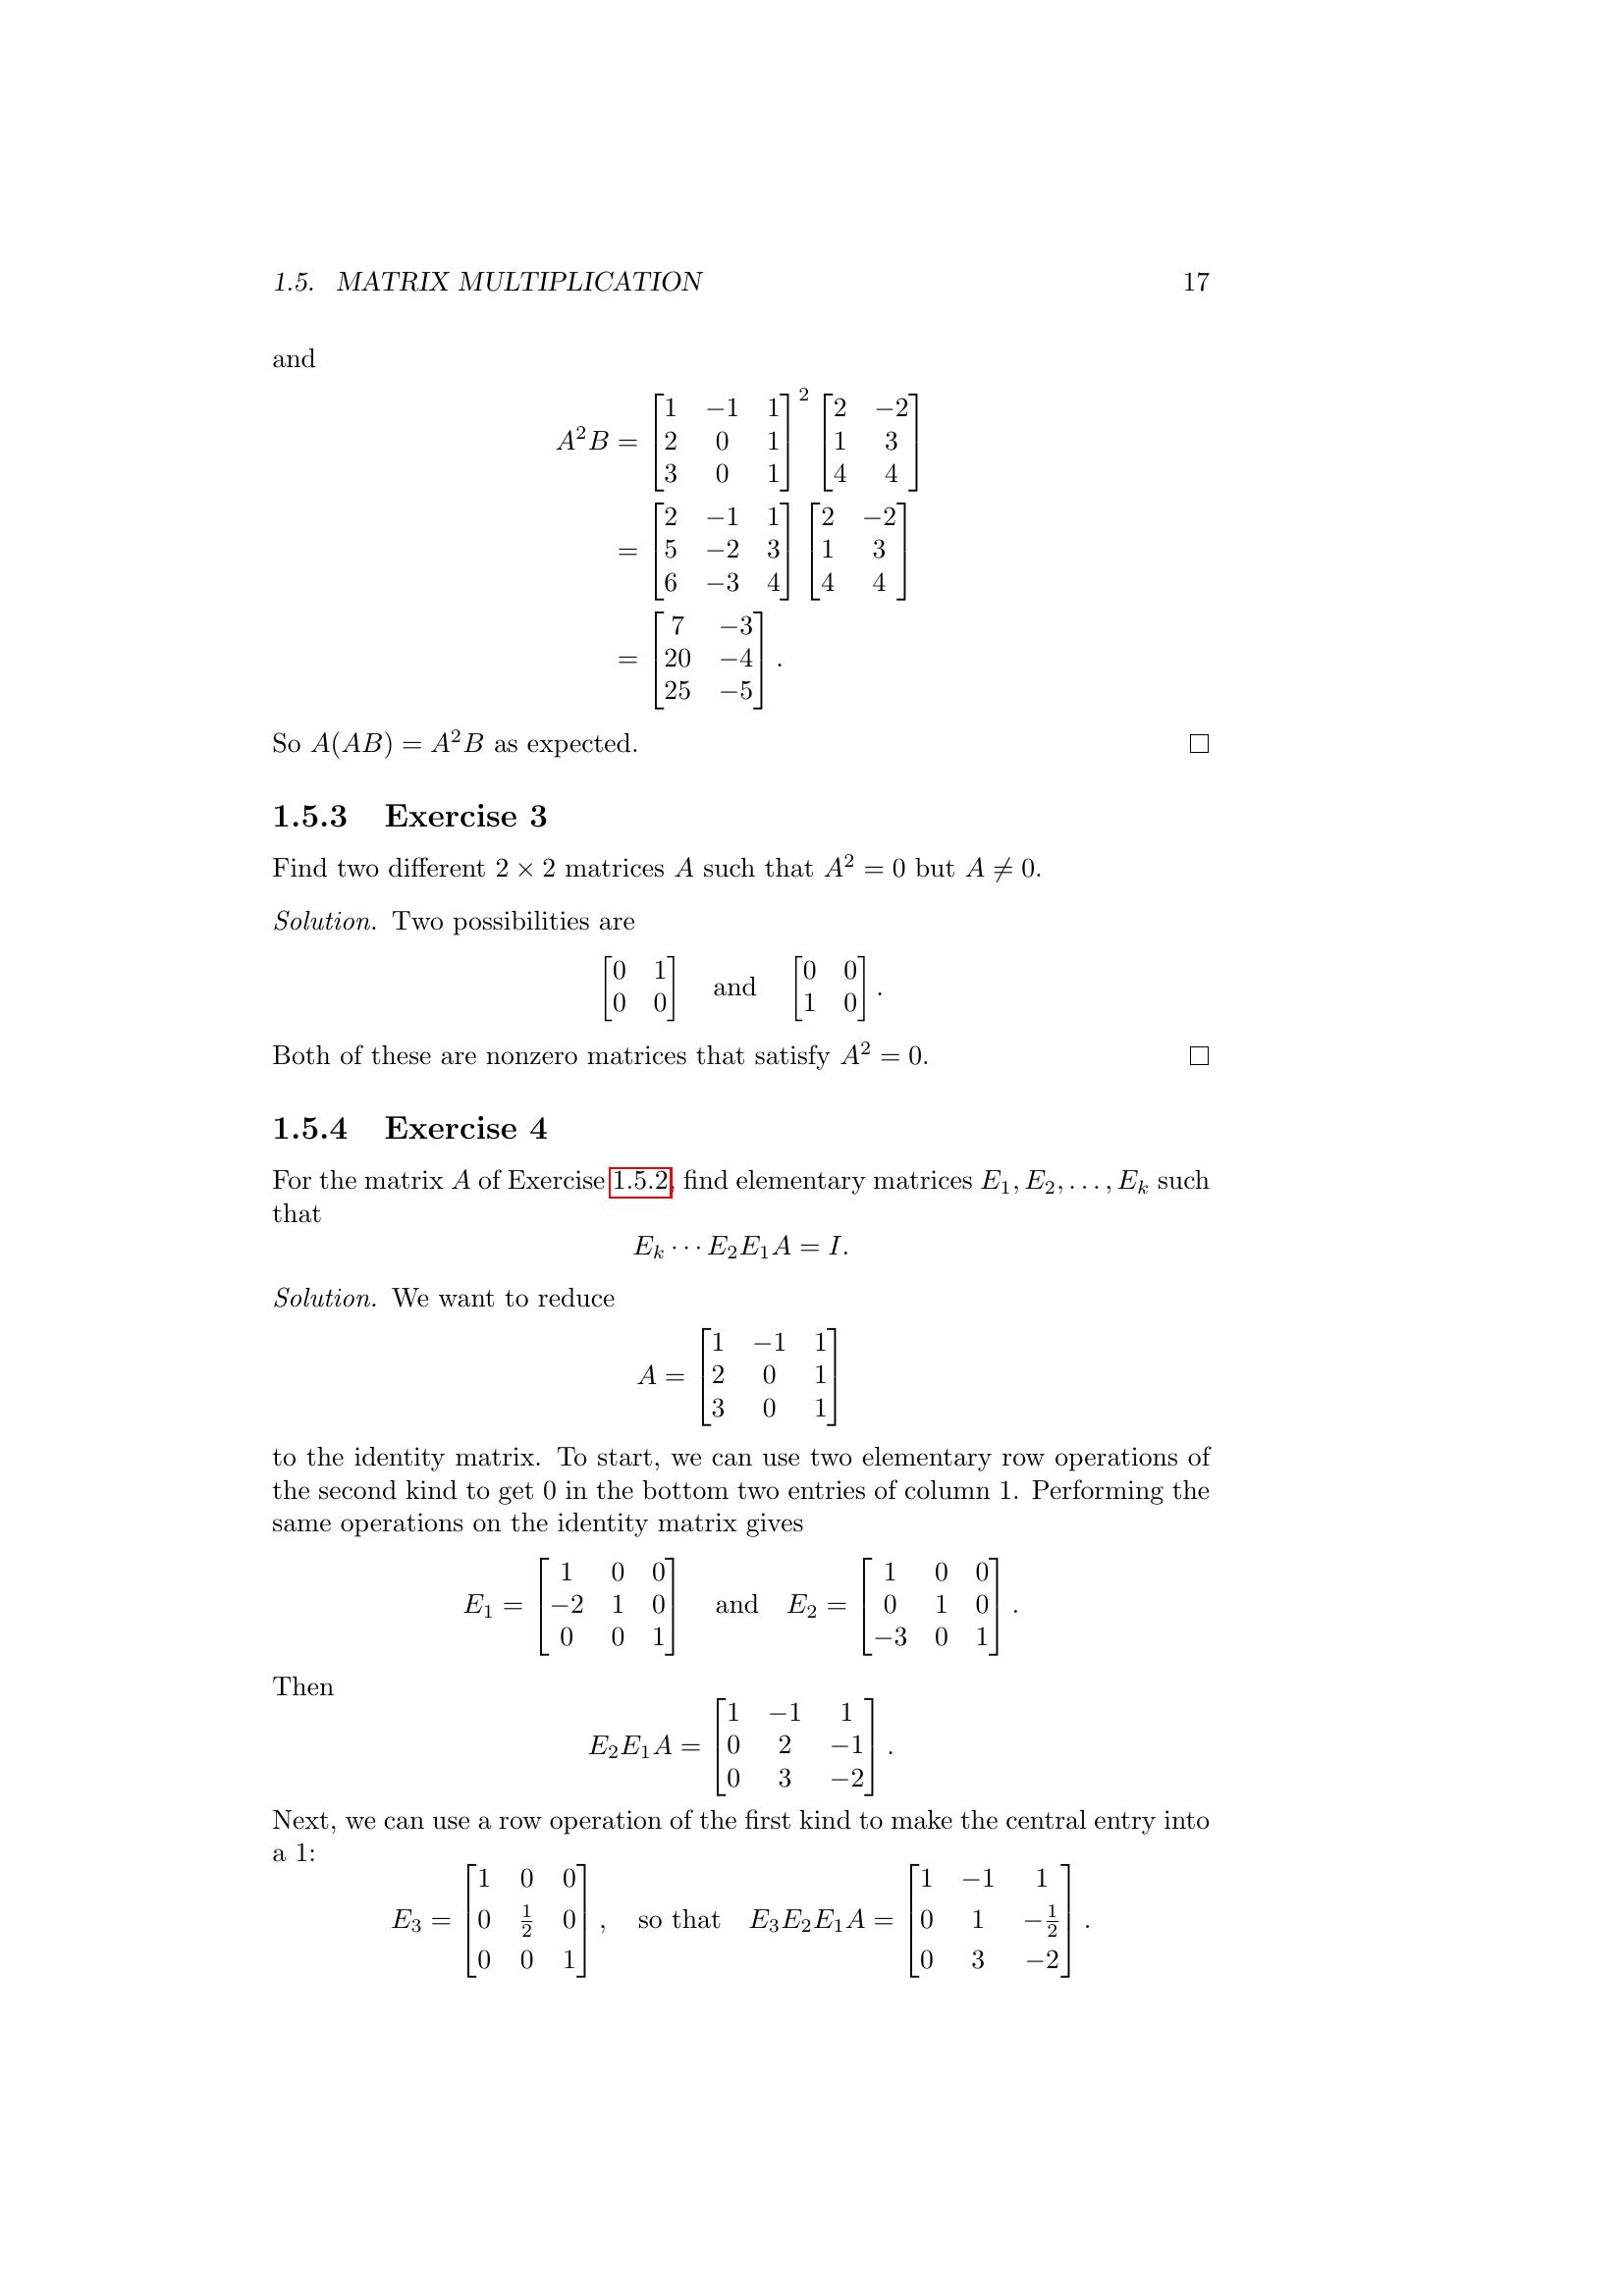 1.5. MATRIX MULTIPLICATION 17
and
$A^2B = \begin{bmatrix} 1 & -1 & 1 \\ 2 & 0 & 1 \\ 3 & 0 & 1 \end{bmatrix}^2 \begin{bmatrix} 2 & -2 \\ 1 & 3 \\ 4 & 4 \end{bmatrix}$
$= \begin{bmatrix} 2 & -1 & 1 \\ 5 & -2 & 3 \\ 6 & -3 & 4 \end{bmatrix} \begin{bmatrix} 2 & -2 \\ 1 & 3 \\ 4 & 4 \end{bmatrix}$
$= \begin{bmatrix} 7 & -3 \\ 20 & -4 \\ 25 & -5 \end{bmatrix}.$
So $A(AB) = A^2B$ as expected. □
1.5.3 Exercise 3
Find two different $2 \times 2$ matrices $A$ such that $A^2 = 0$ but $A \neq 0$.
Solution. Two possibilities are
$\begin{bmatrix} 0 & 1 \\ 0 & 0 \end{bmatrix}$ and $\begin{bmatrix} 0 & 0 \\ 1 & 0 \end{bmatrix}.$
Both of these are nonzero matrices that satisfy $A^2 = 0$. □
1.5.4 Exercise 4
For the matrix $A$ of Exercise 1.5.2, find elementary matrices $E_1, E_2, \ldots, E_k$ such
that
$E_k \cdots E_2E_1A = I.$
Solution. We want to reduce
$A = \begin{bmatrix} 1 & -1 & 1 \\ 2 & 0 & 1 \\ 3 & 0 & 1 \end{bmatrix}$
to the identity matrix. To start, we can use two elementary row operations of
the second kind to get 0 in the bottom two entries of column 1. Performing the
same operations on the identity matrix gives
$E_1 = \begin{bmatrix} 1 & 0 & 0 \\ -2 & 1 & 0 \\ 0 & 0 & 1 \end{bmatrix}$ and $E_2 = \begin{bmatrix} 1 & 0 & 0 \\ 0 & 1 & 0 \\ -3 & 0 & 1 \end{bmatrix}.$
Then
$E_2E_1A = \begin{bmatrix} 1 & -1 & 1 \\ 0 & 2 & -1 \\ 0 & 3 & -2 \end{bmatrix}.$
Next, we can use a row operation of the first kind to make the central entry into
a 1:
$E_3 = \begin{bmatrix} 1 & 0 & 0 \\ 0 & \frac{1}{2} & 0 \\ 0 & 0 & 1 \end{bmatrix},$ so that $E_3E_2E_1A = \begin{bmatrix} 1 & -1 & 1 \\ 0 & 1 & -\frac{1}{2} \\ 0 & 3 & -2 \end{bmatrix}.$